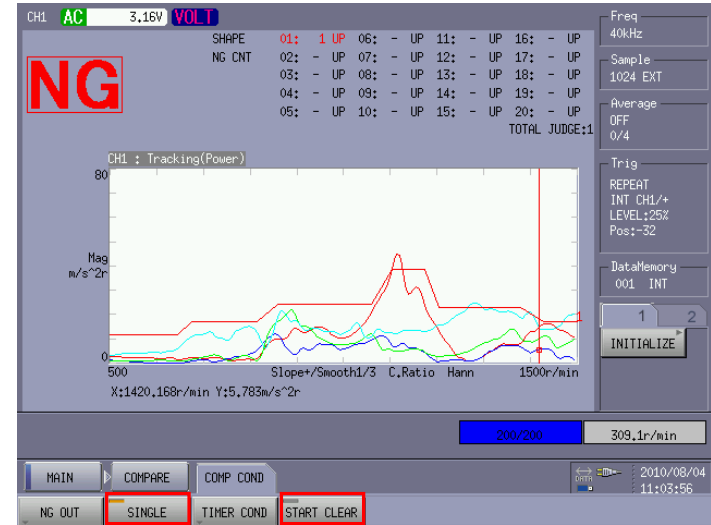 CH1 AC 3.16V VOLT
NG
SHAPE 01: 1 UP 06: - UP 11: - UP 16: - UP
NG CNT 02: - UP 07: - UP 12: - UP 17: - UP
03: - UP 08: - UP 13: - UP 18: - UP
04: - UP 09: - UP 14: - UP 19: - UP
05: - UP 10: - UP 15: - UP 20: - UP
TOTAL JUDGE:1
CH1 : Tracking(Power)
80
Mag
m/s^2r
0
500 Slope+/Smooth1/3 C.Ratio Hann 1500r/min
X:1420.168r/min Y:5.783m/s^2r
Freq
40kHz
Sample
1024 EXT
Average
OFF
0/4
Trig
REPEAT
INT CH1/+
LEVEL:25%
Pos:-32
DataMemory
001 INT
1 2
INITIALIZE
200/200 309.1r/min
MAIN COMPARE COMP COND
DATA
2010/08/04
11:03:56
NG OUT SINGLE TIMER COND START CLEAR